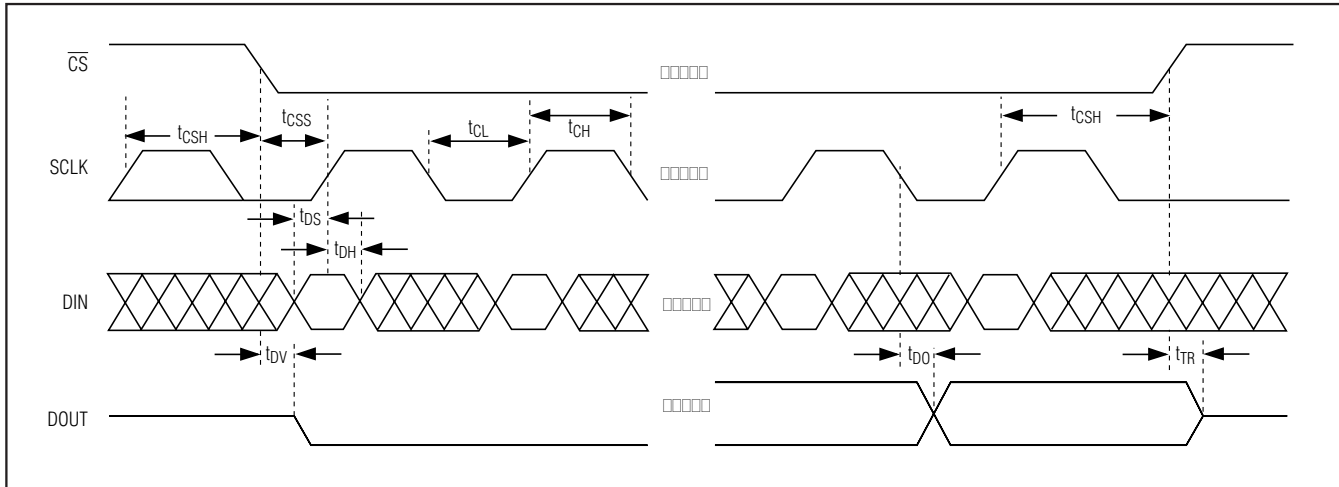 CS
tCSS
tCSH
tCL
tCH
tCSH
SCLK
tDS
tDH
DIN
tDV
tDO
tTR
DOUT